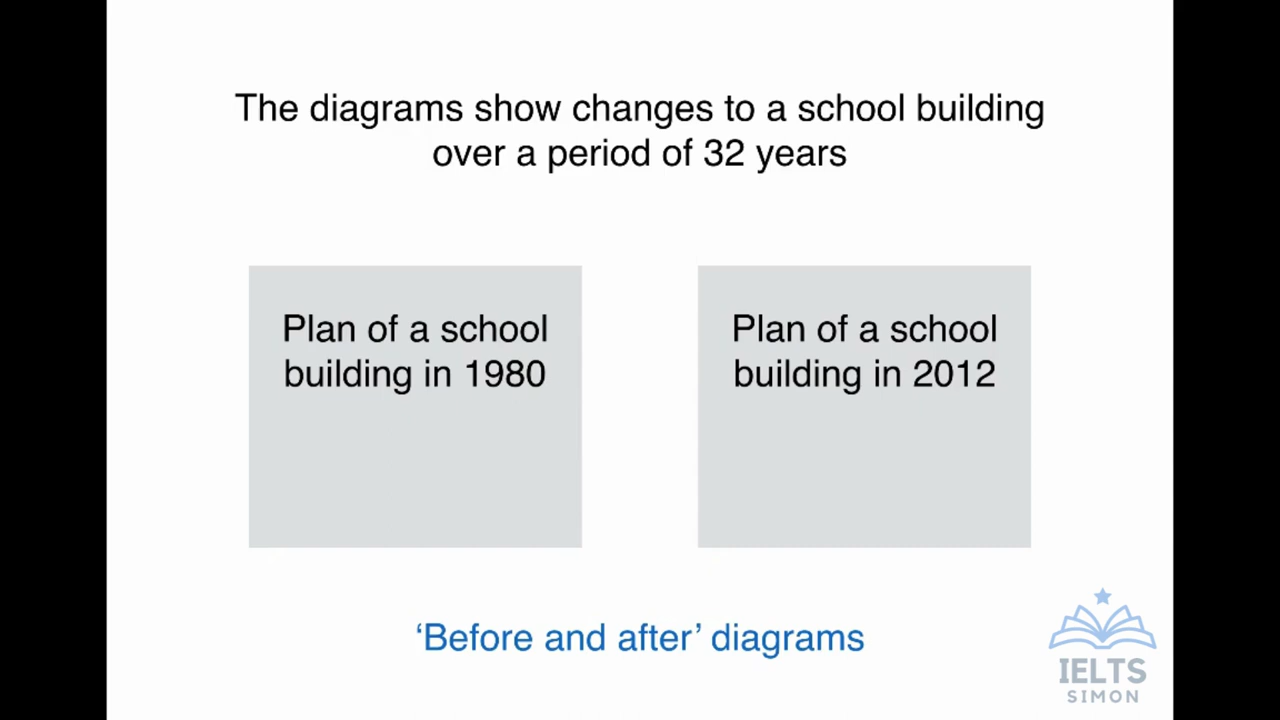 The diagrams show changes to a school building
over a period of 32 years
Plan of a school
building in 1980
Plan of a school
building in 2012
‘Before and after’ diagrams
IELTS
SIMON